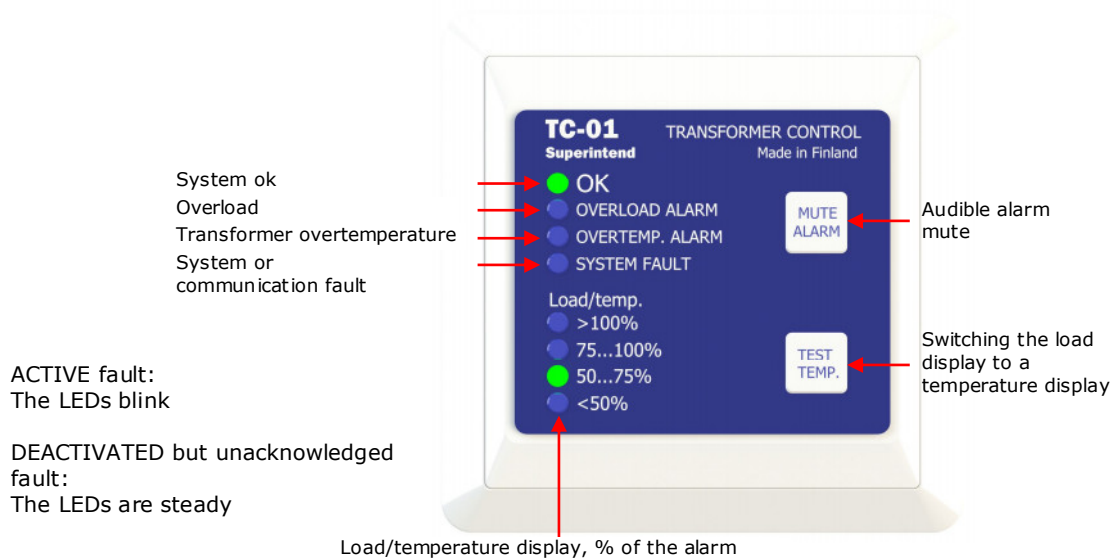 TC-01
TRANSFORMER CONTROL
Superintend
Made in Finland
System ok
OK
Overload
OVERLOAD ALARM
Transformer overtemperature
OVERTEMP. ALARM
System or
communication fault
SYSTEM FAULT
MUTE
ALARM
Audible alarm
mute
Load/temp.
>100%
75...100%
50...75%
<50%
TEST
TEMP.
Switching the load
display to a
temperature display
ACTIVE fault:
The LEDs blink
DEACTIVATED but unacknowledged
fault:
The LEDs are steady
Load/temperature display, % of the alarm